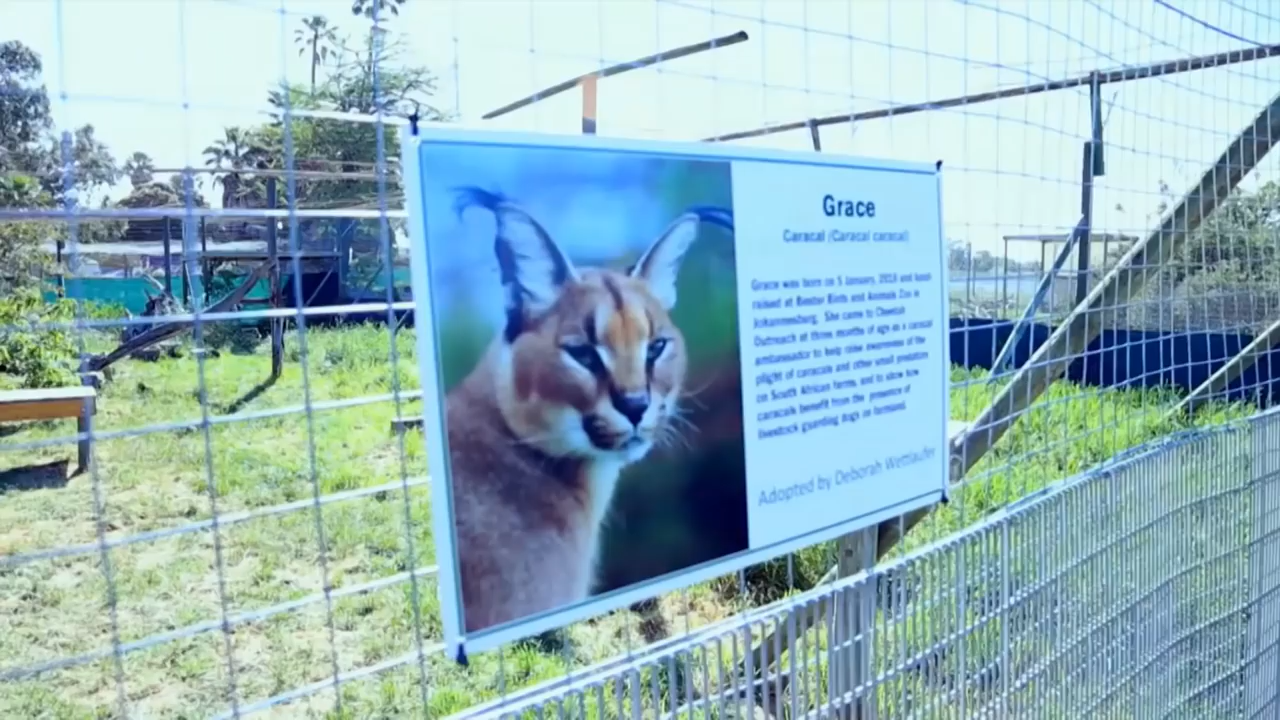 Grace
Caracal (Caracal caracal)
Grace was born on 5 January, 2018 and hand
raised at Bester Birds and Animals Zoo in
Johannesburg. She came to Cheetah
Outreach at three months of age as a caracal
ambassador to help raise awareness of the
plight of caracals and other small predators
on South African farms, and to show how
caracals benefit from the presence of
livestock guarding dogs on farmland.
Adopted by Deborah Wettlaufer